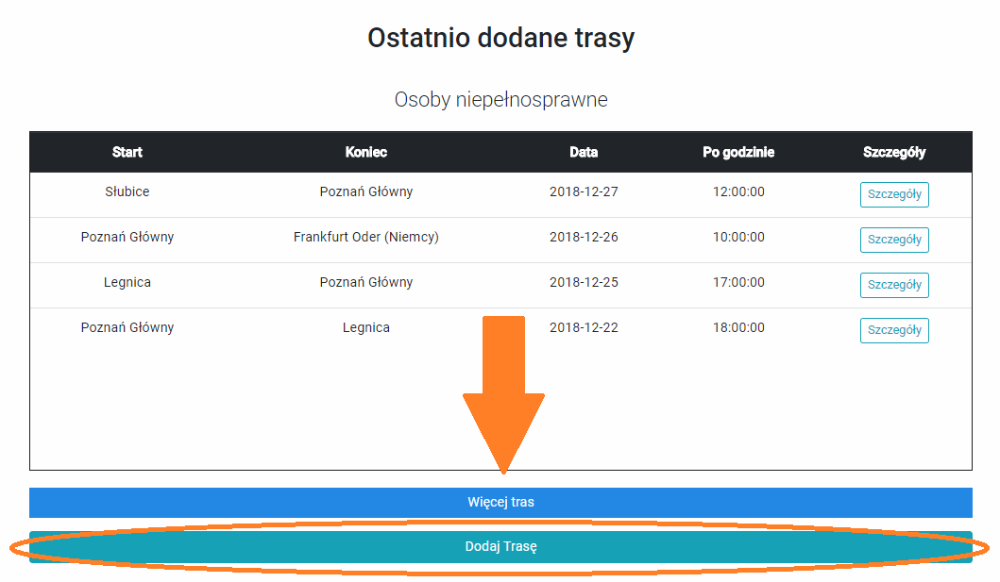 Ostatnio dodane trasy
Osoby niepełnosprawne
Start Koniec Data Po godzinie Szczegóły
Słubice Poznań Główny 2018-12-27 12:00:00 Szczegóły
Poznań Główny Frankfurt Oder (Niemcy) 2018-12-26 10:00:00 Szczegóły
Legnica Poznań Główny 2018-12-25 17:00:00 Szczegóły
Poznań Główny Legnica 2018-12-22 18:00:00 Szczegóły
Więcej tras
Dodaj Trasę